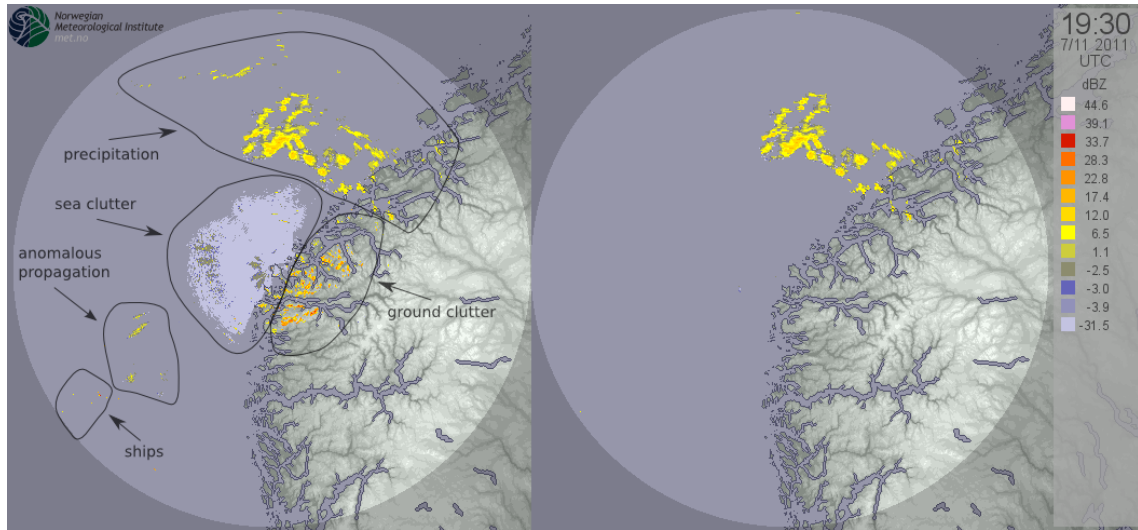 Norwegian
Meteorological Institute
met.no
precipitation
sea clutter
anomalous
propagation
ground clutter
ships
19:30
7/11 2011
UTC
dBZ
44.6
39.1
33.7
28.3
22.8
17.4
12.0
6.5
1.1
-2.5
-3.0
-3.9
-31.5